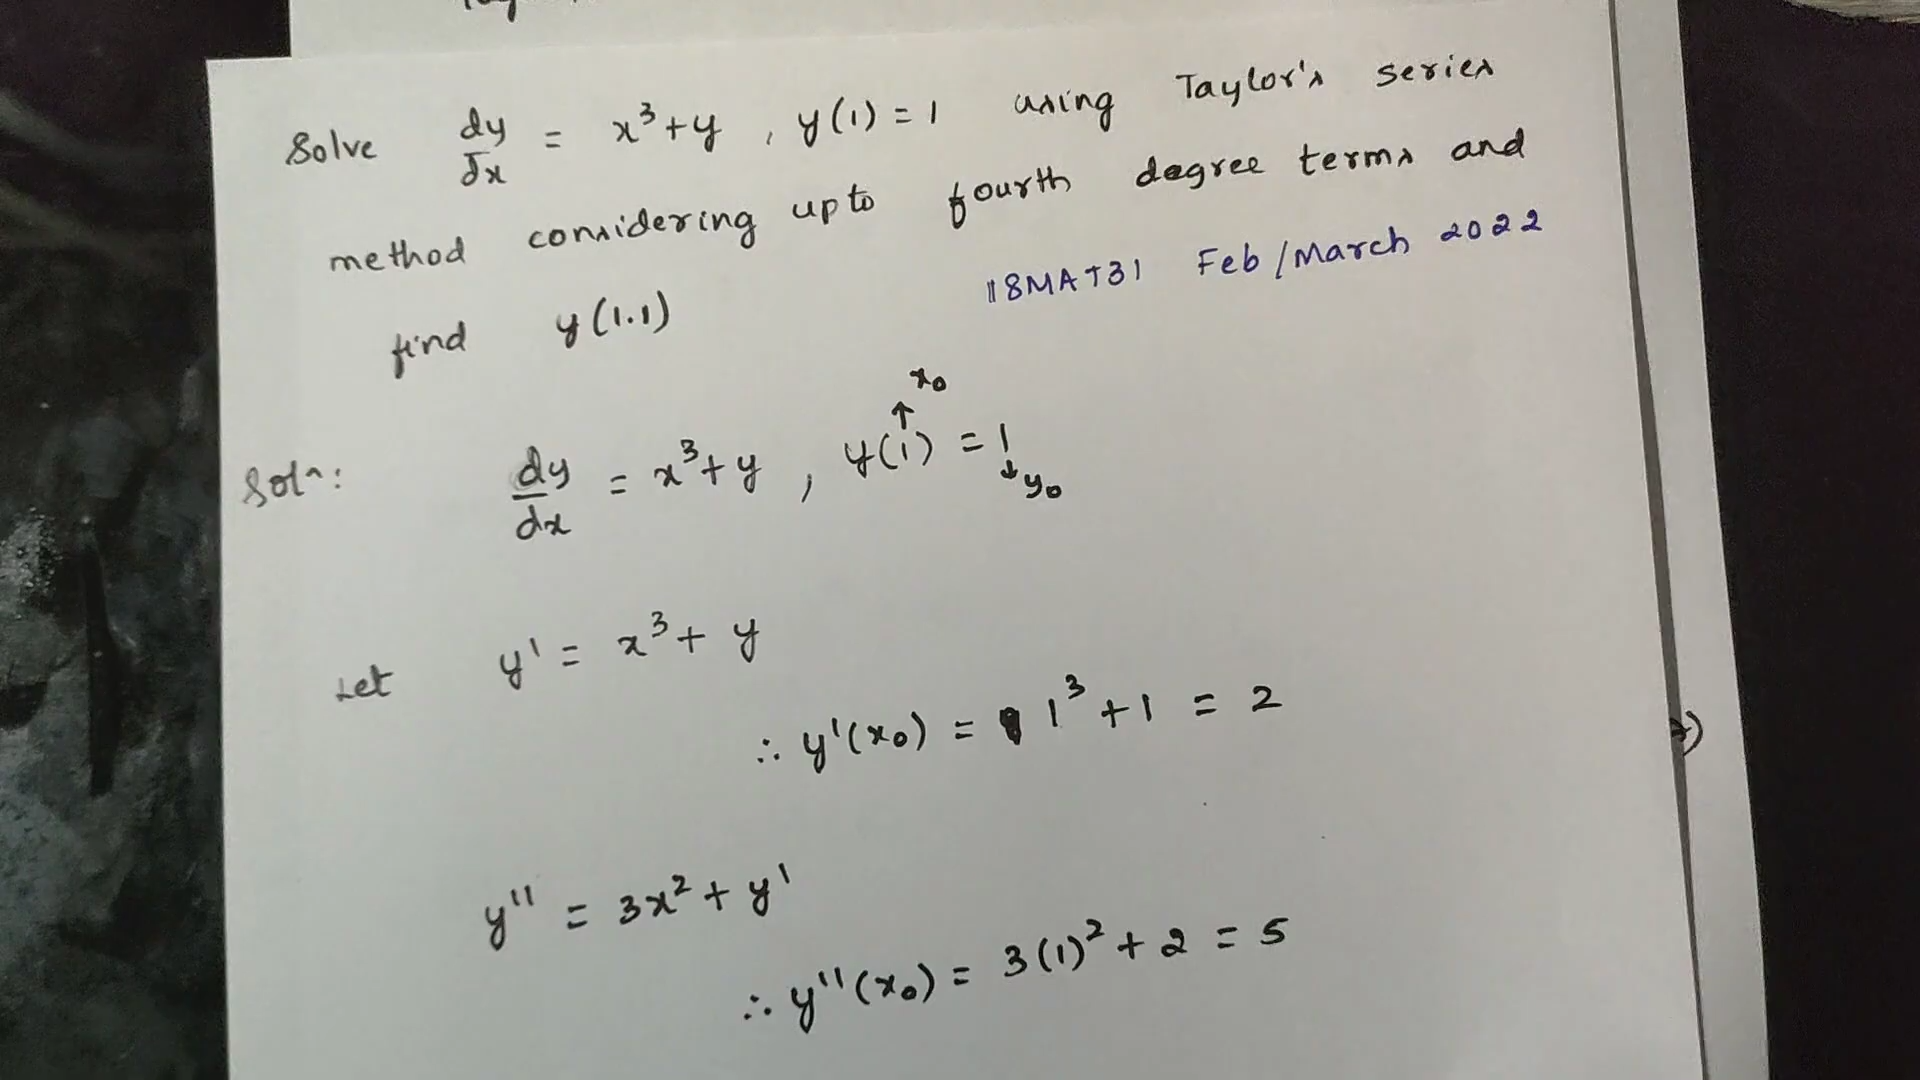 Solve dy/dx = x³+y , y(1) = 1 using Taylor's series
method considering upto fourth degree terms and
find y(1.1)
18MAT31 Feb/March 2022
x₀
↑
Solⁿ: dy/dx = x³+y , y(1) = 1
↓ y₀
Let y' = x³+ y
∴ y'(x₀) = 1³+1 = 2
y'' = 3x²+ y'
∴ y''(x₀) = 3(1)²+ 2 = 5